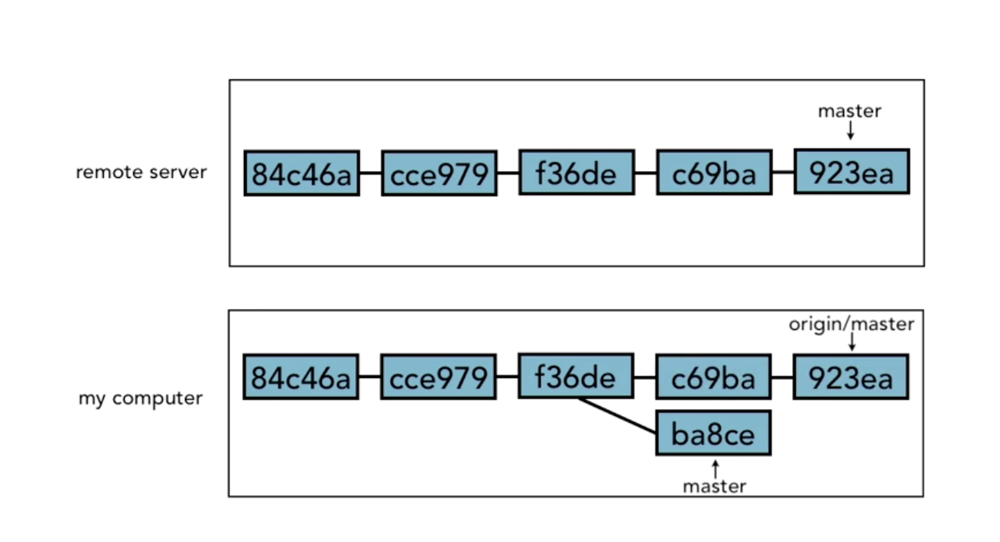 master
remote server
84c46a
cce979
f36de
c69ba
923ea
origin/master
my computer
84c46a
cce979
f36de
c69ba
923ea
ba8ce
master